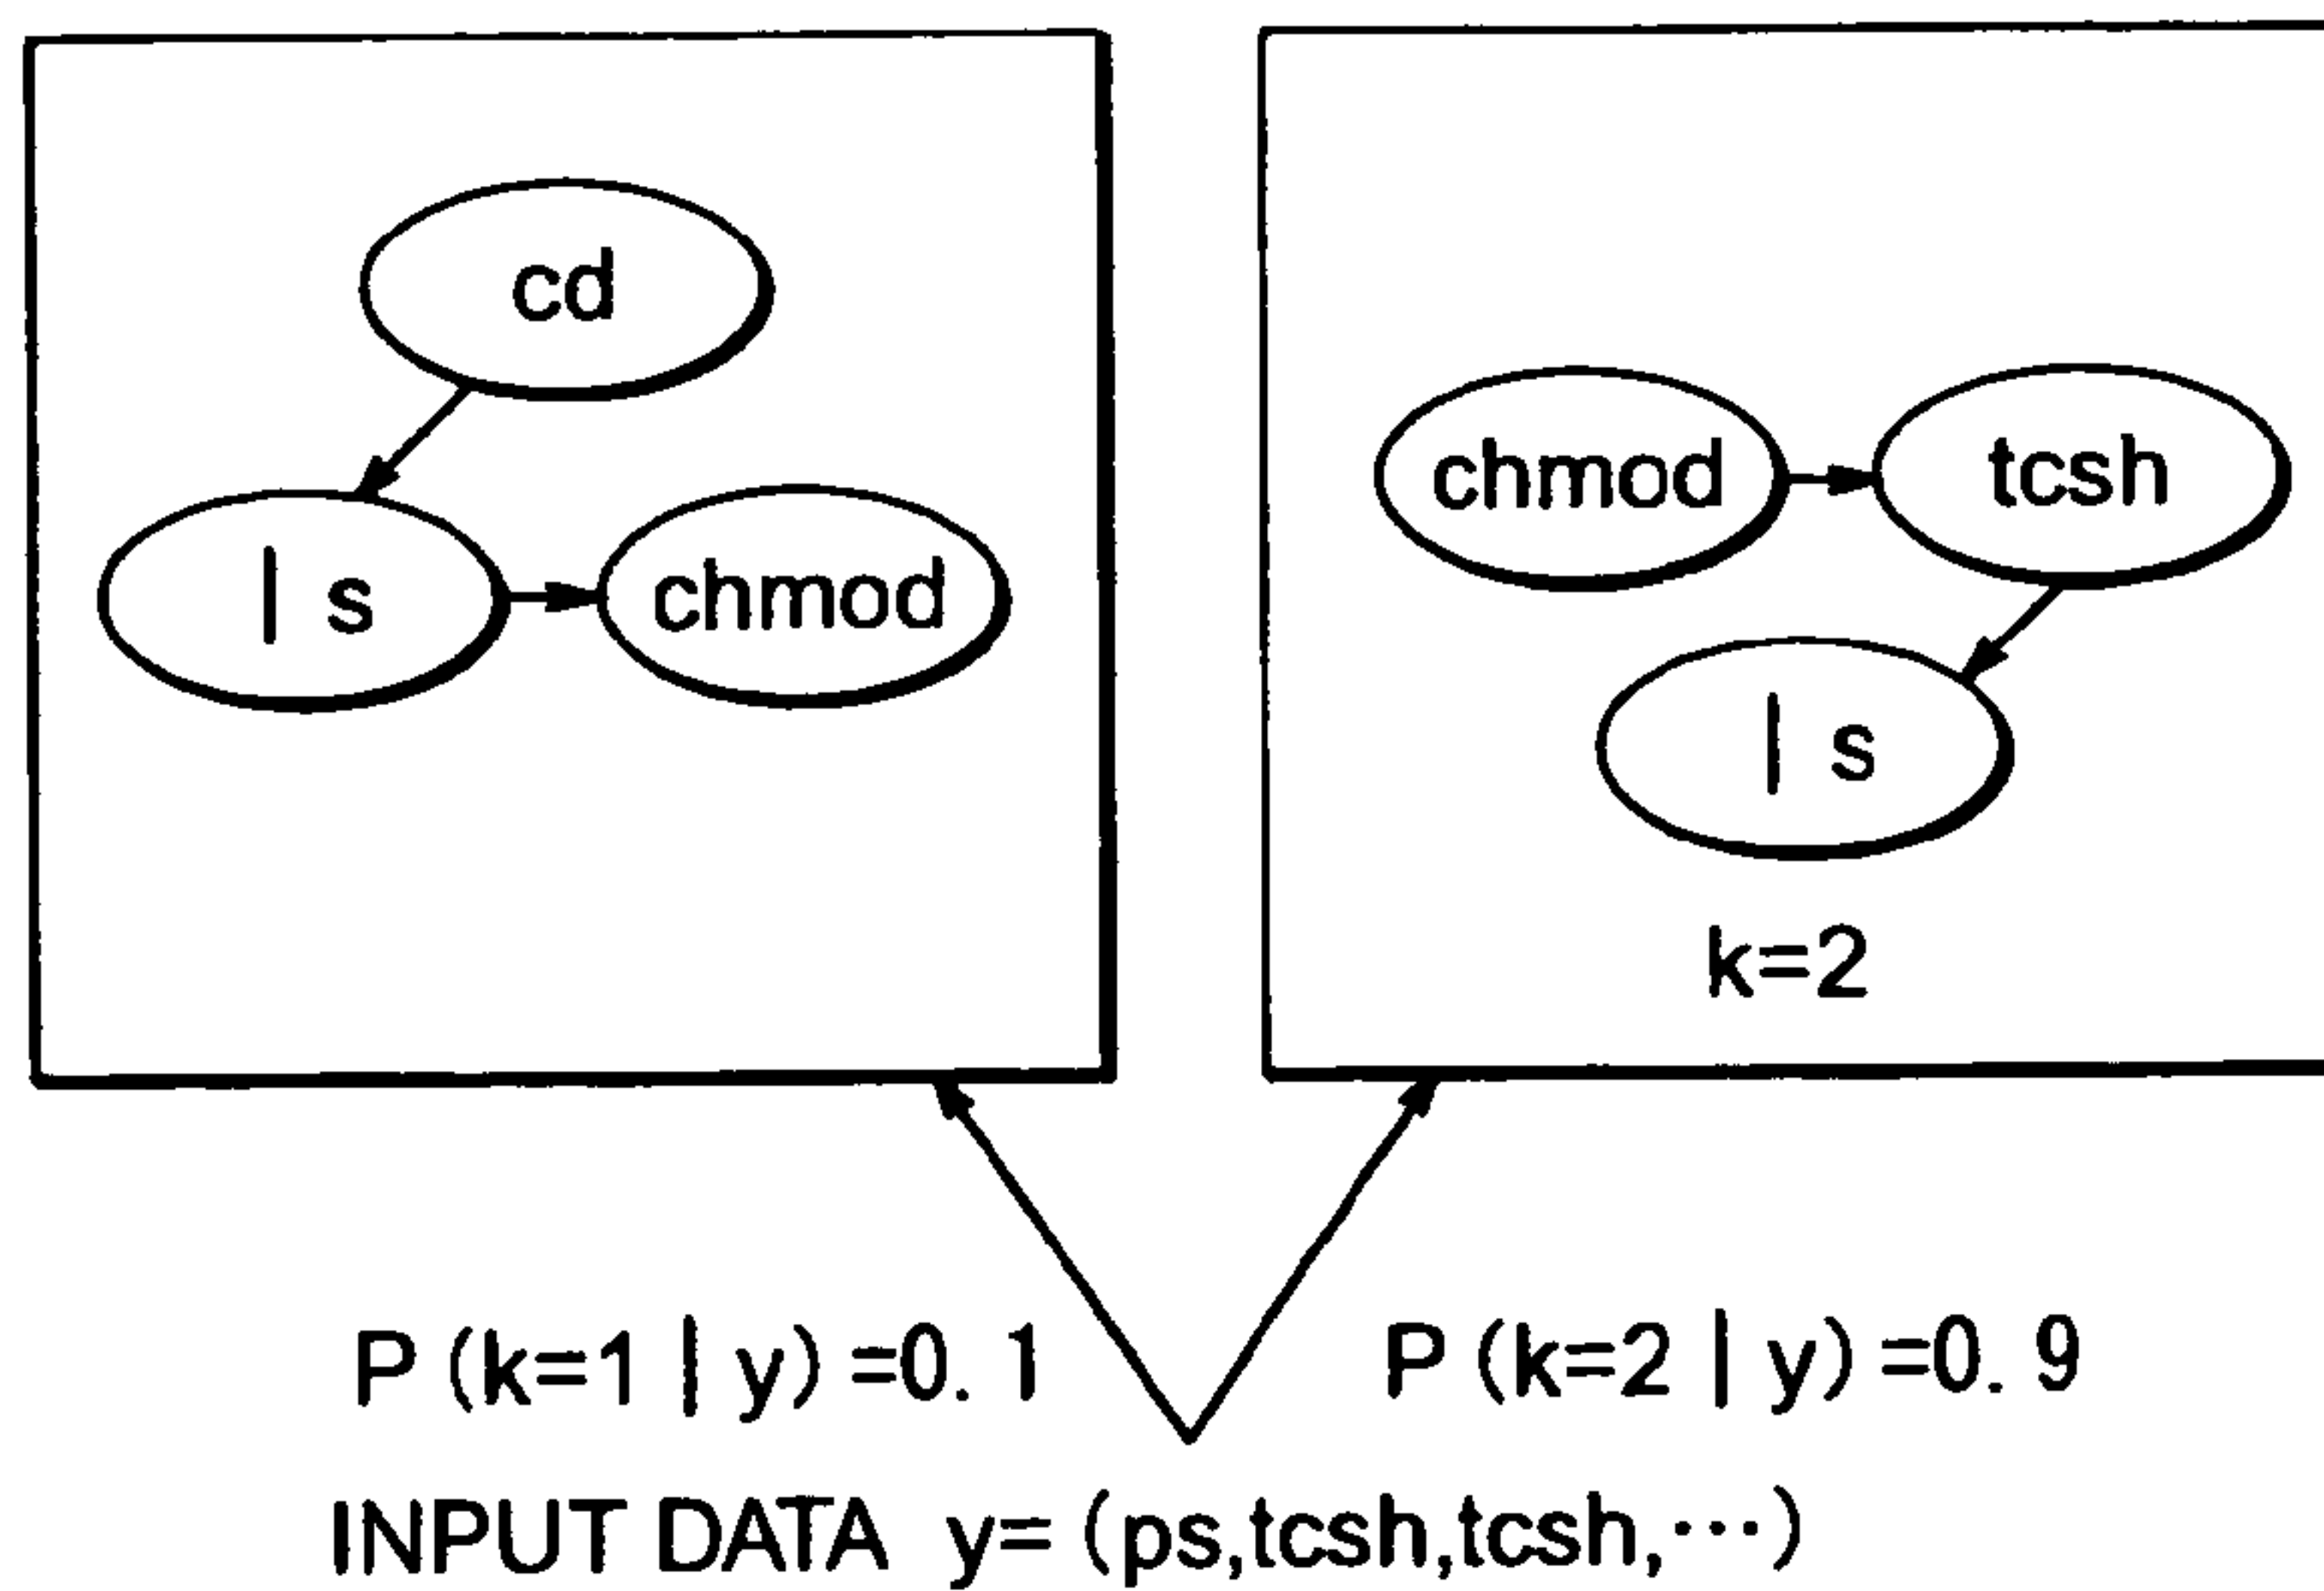 cd
ls
chmod
chmod
tcsh
ls
k=2
P(k=1|y)=0.1
P(k=2|y)=0.9
INPUT DATA y=(ps,tcsh,tcsh,···)